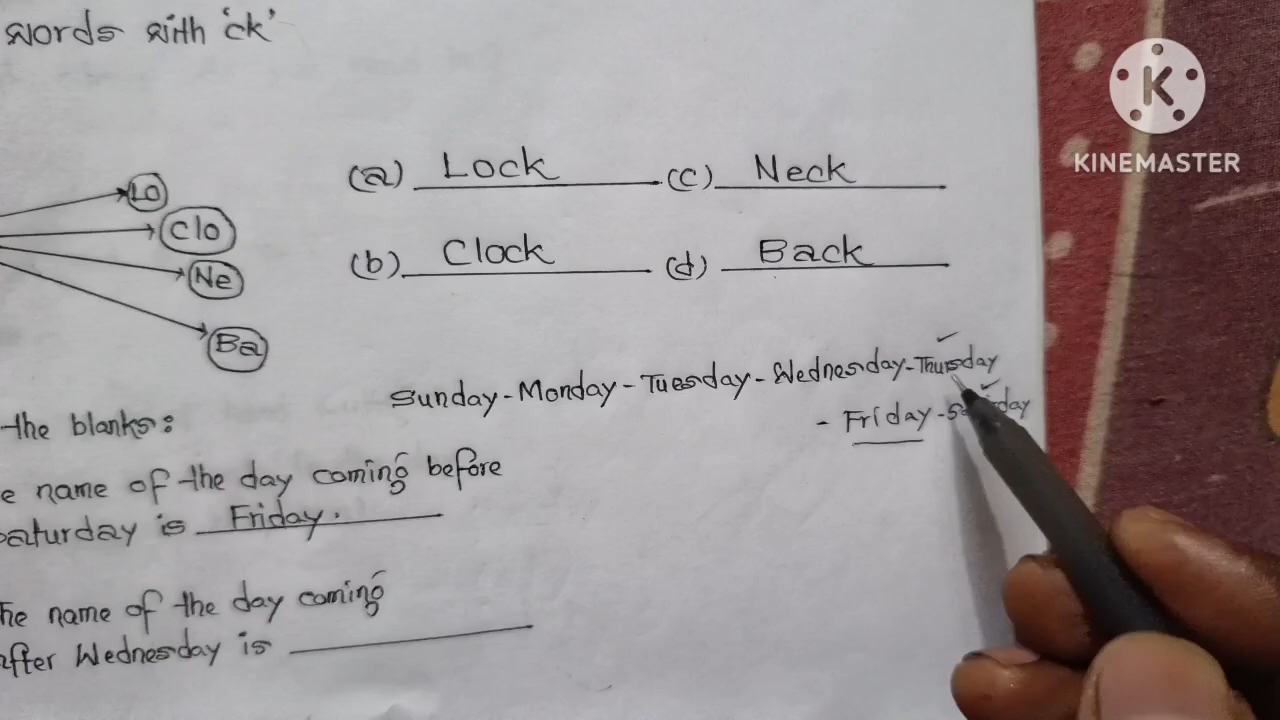 words with 'ck'
Lo
Clo
Ne
Ba
(a) Lock (c) Neck
(b) Clock (d) Back
Sunday-Monday-Tuesday-Wednesday-Thursday
-Friday-
the blanks:
name of the day coming before
Saturday is Friday.
The name of the day coming
after Wednesday is
KINEMASTER